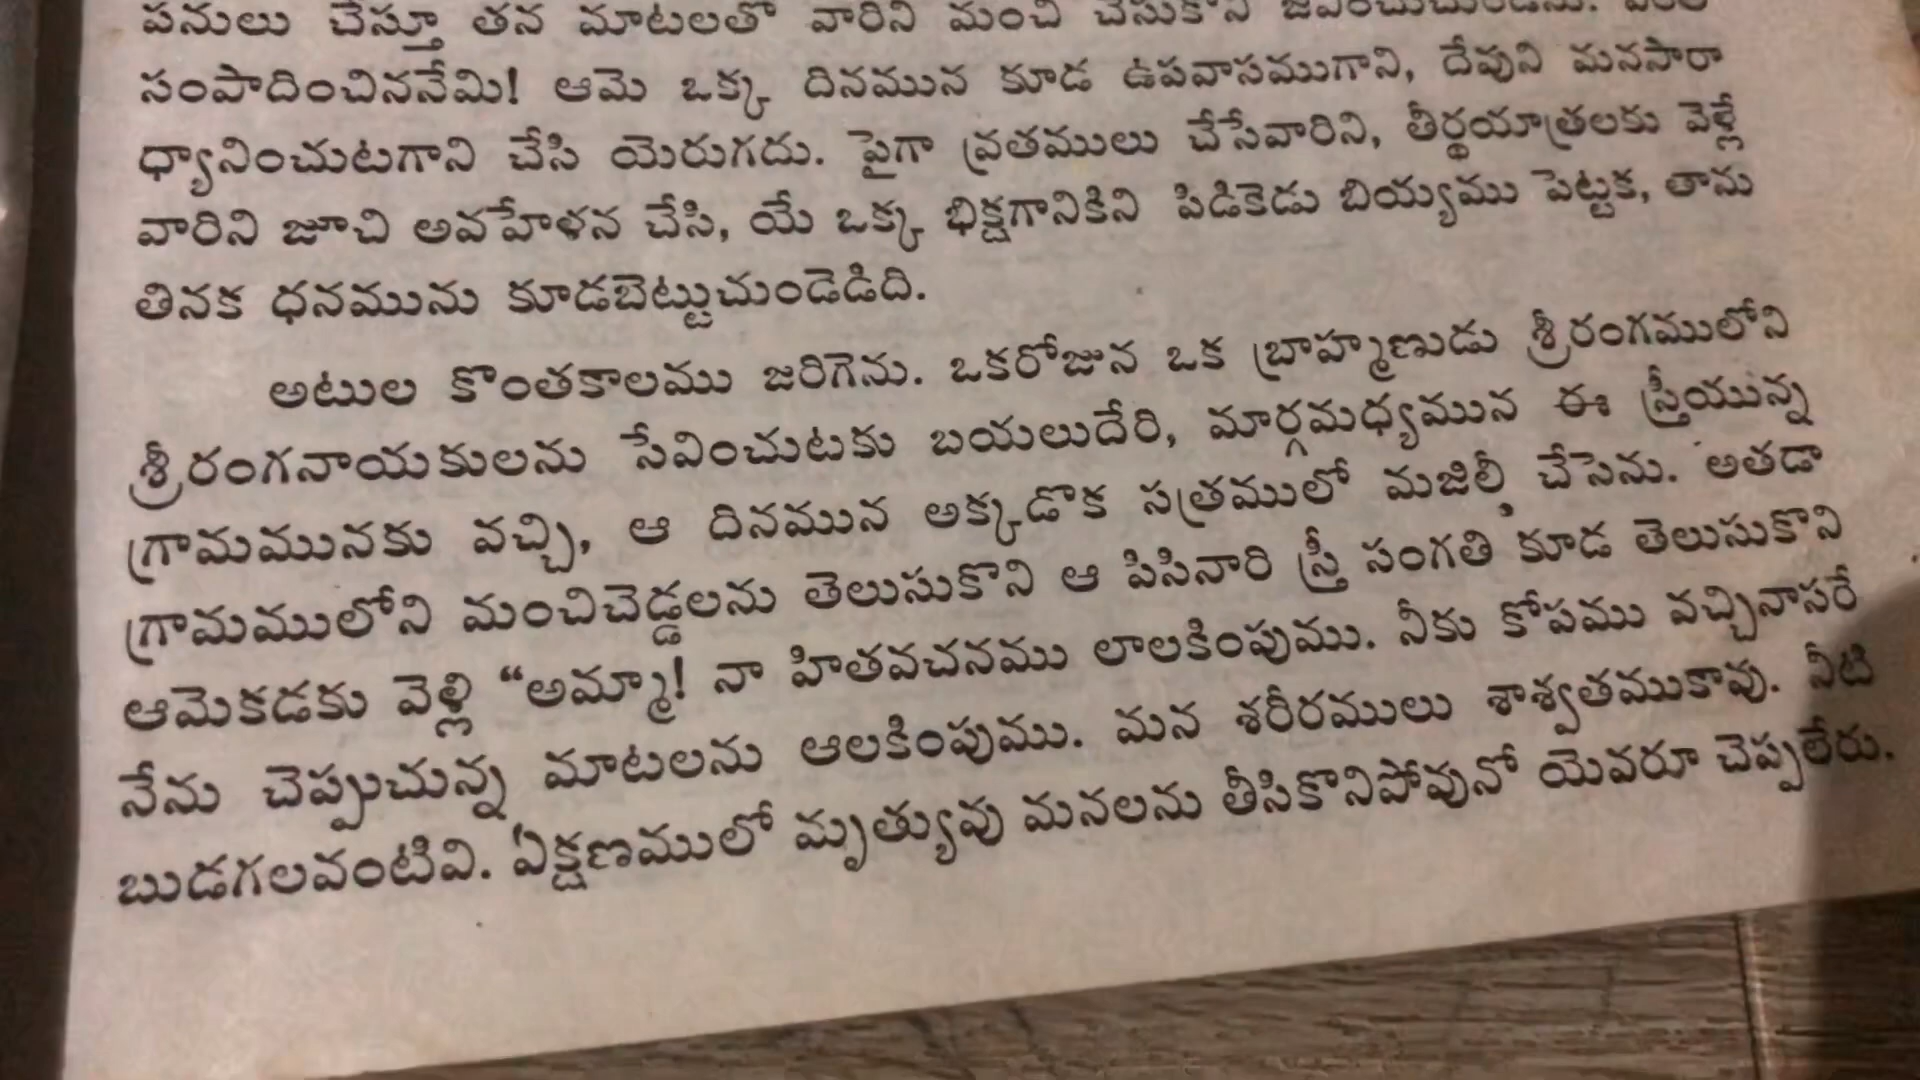 పనులు చేస్తూ తన మాటలతో వారిని మంచి చేసుకొని జీవించుచుండెను.
సంపాదించిననేమి! ఆమె ఒక్క దినమున కూడ ఉపవాసముగాని, దేవుని మనసారా
ధ్యానించుటగాని చేసి యెరుగదు. పైగా వ్రతములు చేసేవారిని, తీర్థయాత్రలకు వెళ్లే
వారిని జూచి అవహేళన చేసి, యే ఒక్క భిక్షగానికిని పిడికెడు బియ్యము పెట్టక, తాను
తినక ధనమును కూడబెట్టుచుండెడిది.
అటుల కొంతకాలము జరిగెను. ఒకరోజున ఒక బ్రాహ్మణుడు శ్రీరంగములోని
శ్రీరంగనాయకులను సేవించుటకు బయలుదేరి, మార్గమధ్యమున ఈ స్త్రీయున్న
గ్రామమునకు వచ్చి, ఆ దినమున అక్కడొక సత్రములో మజిలీ చేసెను. అతడా
గ్రామములోని మంచిచెడ్డలను తెలుసుకొని ఆ పిసినారి స్త్రీ సంగతి కూడ తెలుసుకొని
ఆమెకడకు వెళ్లి “అమ్మా! నా హితవచనము లాలకింపుము. నీకు కోపము వచ్చినాసరే
నేను చెప్పుచున్న మాటలను ఆలకింపుము. మన శరీరములు శాశ్వతముకావు. నీటి
బుడగలవంటివి. ఏక్షణములో మృత్యువు మనలను తీసికొనిపోవునో యెవరూ చెప్పలేరు.